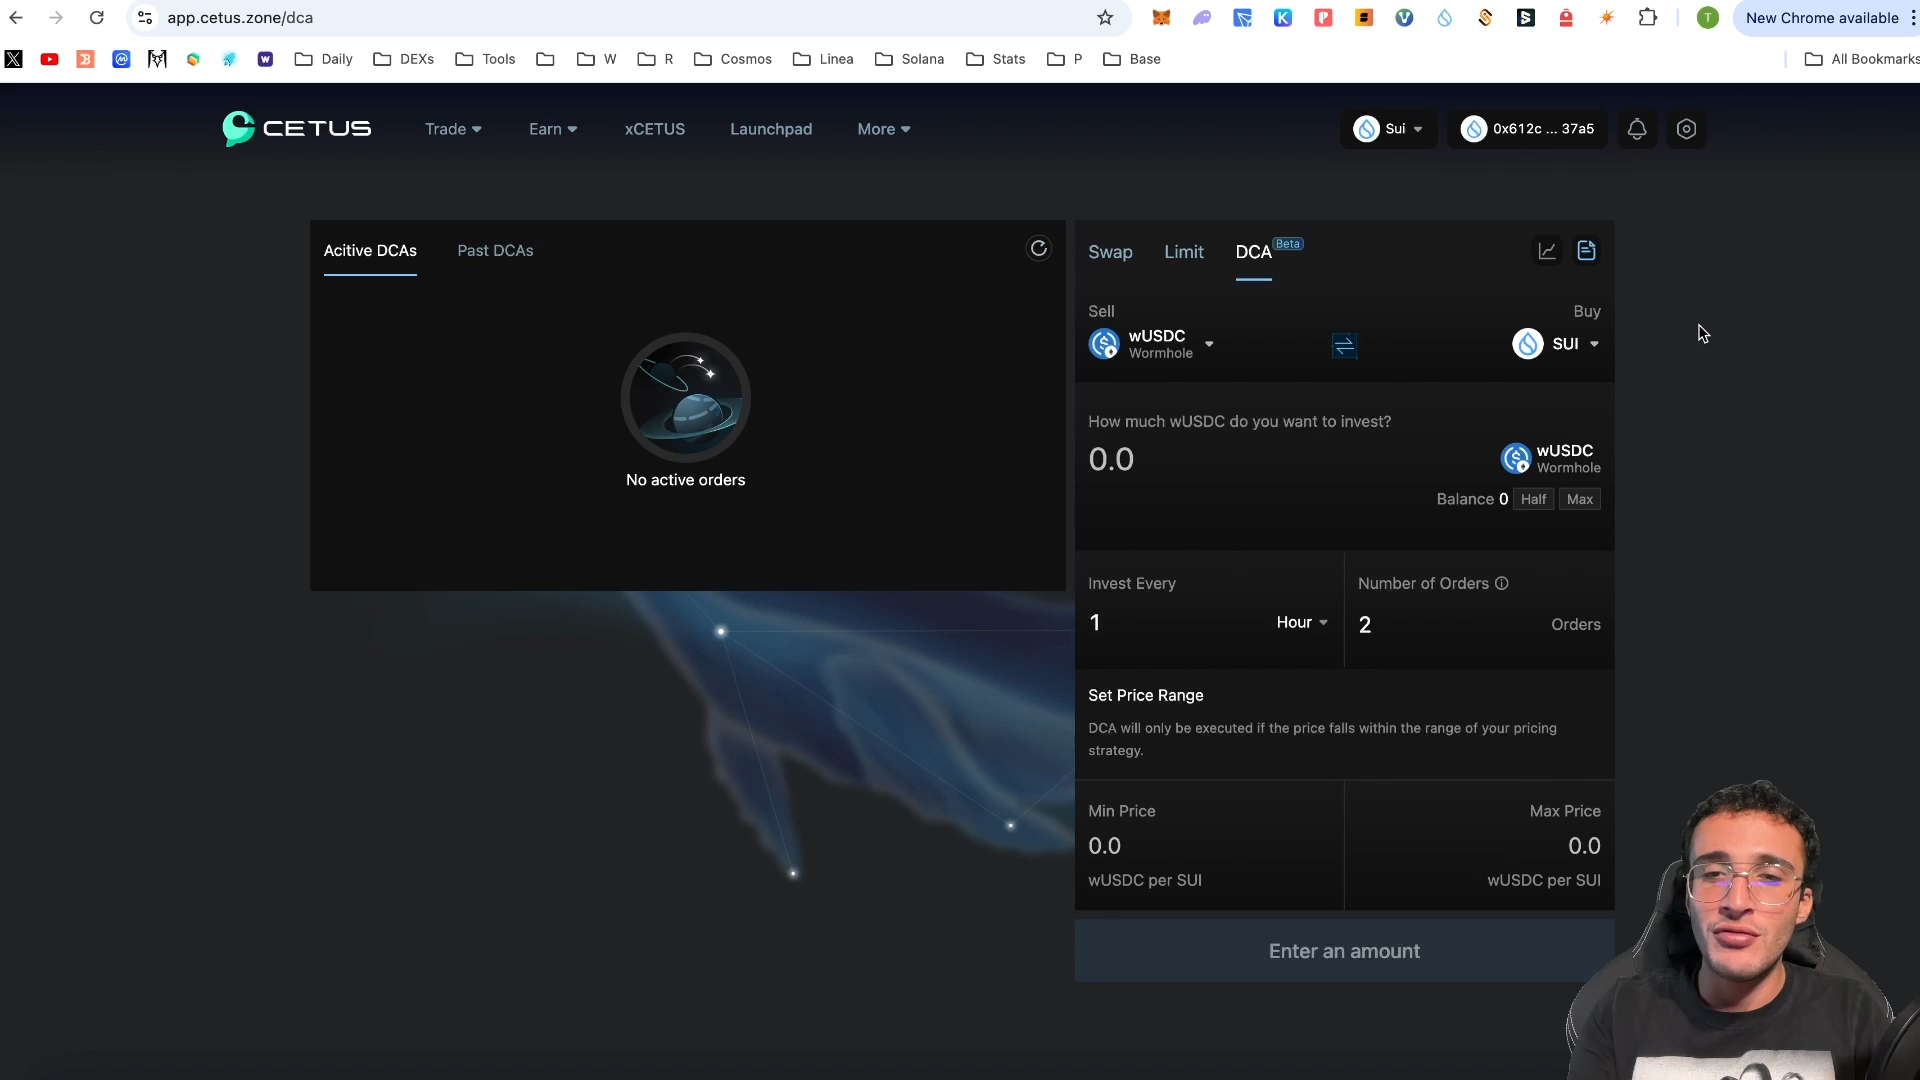 app.cetus.zone/dca
New Chrome available
Daily
DEXs
Tools
W
R
Cosmos
Linea
Solana
Stats
P
Base
All Bookmarks
CETUS
Trade
Earn
xCETUS
Launchpad
More
Sui
0x612c ... 37a5
Acitive DCAs
Past DCAs
No active orders
Swap
Limit
DCA
Beta
Sell
Buy
wUSDC
Wormhole
SUI
How much wUSDC do you want to invest?
0.0
wUSDC
Wormhole
Balance 0
Half
Max
Invest Every
1
Hour
Number of Orders
2
Orders
Set Price Range
DCA will only be executed if the price falls within the range of your pricing
strategy.
Min Price
0.0
wUSDC per SUI
Max Price
0.0
wUSDC per SUI
Enter an amount